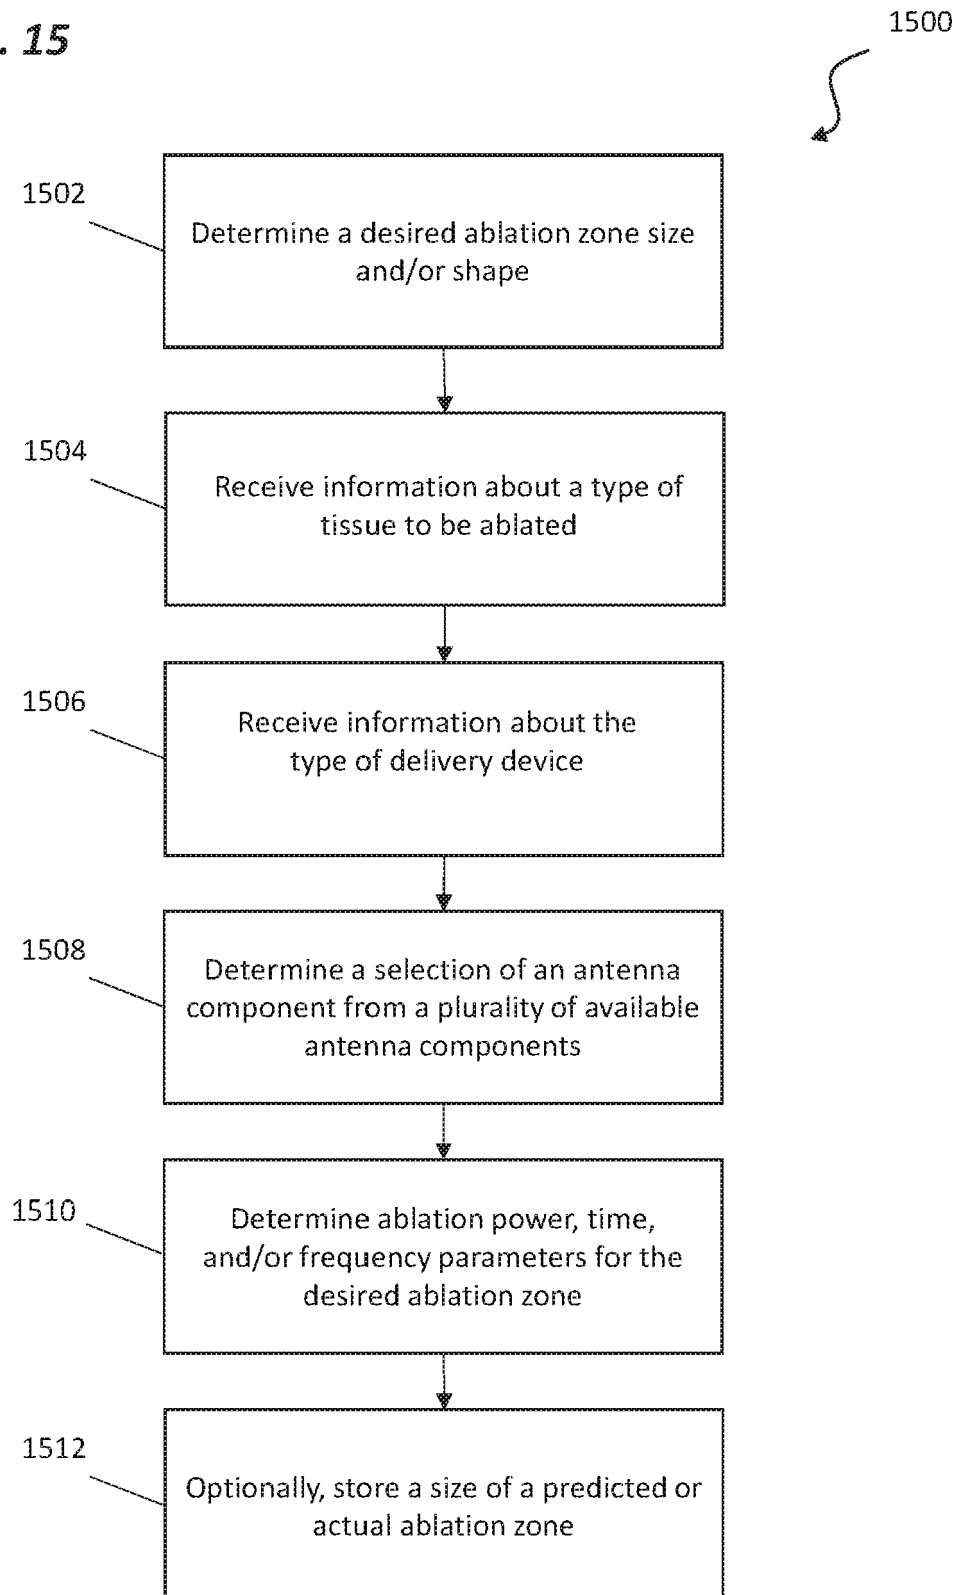 . 15
1500
1502
Determine a desired ablation zone size
and/or shape
1504
Receive information about a type of
tissue to be ablated
1506
Receive information about the
type of delivery device
1508
Determine a selection of an antenna
component from a plurality of available
antenna components
1510
Determine ablation power, time,
and/or frequency parameters for the
desired ablation zone
1512
Optionally, store a size of a predicted or
actual ablation zone